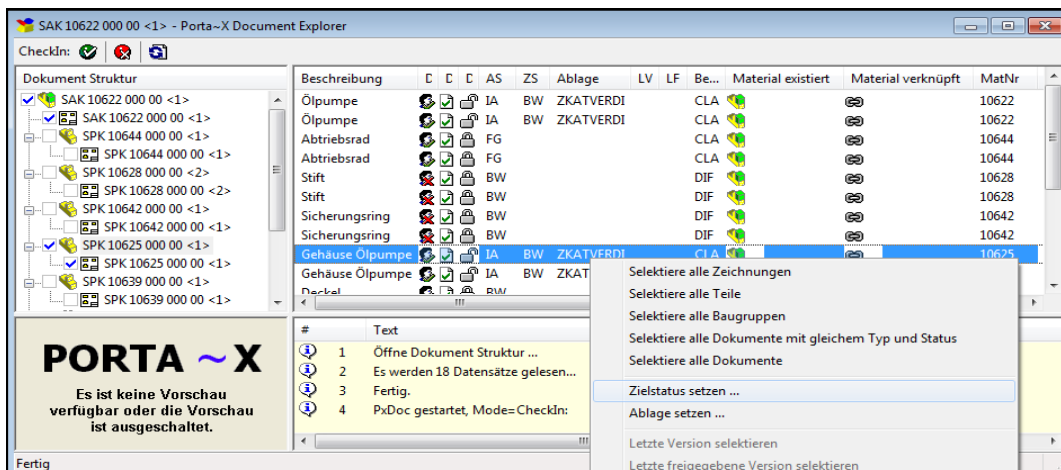 SAK 10622 000 00 <1> - Porta~X Document Explorer
CheckIn:
Dokument Struktur
SAK 10622 000 00 <1>
SAK 10622 000 00 <1>
SPK 10644 000 00 <1>
SPK 10644 000 00 <1>
SPK 10628 000 00 <2>
SPK 10628 000 00 <2>
SPK 10642 000 00 <1>
SPK 10642 000 00 <1>
SPK 10625 000 00 <1>
SPK 10625 000 00 <1>
SPK 10639 000 00 <1>
SPK 10639 000 00 <1>
Beschreibung D D D AS ZS Ablage LV LF Be... Material existiert Material verknüpft MatNr
Ölpumpe IA BW ZKATVERDI CLA 10622
Ölpumpe IA BW ZKATVERDI CLA 10622
Abtriebsrad FG CLA 10644
Abtriebsrad FG CLA 10644
Stift BW DIF 10628
Stift BW DIF 10628
Sicherungsring BW DIF 10642
Sicherungsring BW DIF 10642
Gehäuse Ölpumpe IA BW ZKATVERDI CLA 10625
Gehäuse Ölpumpe IA BW ZKAT
Deckel BW
Selektiere alle Zeichnungen
Selektiere alle Teile
Selektiere alle Baugruppen
Selektiere alle Dokumente mit gleichem Typ und Status
Selektiere alle Dokumente
Zielstatus setzen ...
Ablage setzen ...
Letzte Version selektieren
Letzte freigegebene Version selektieren
PORTA ~ X
Es ist keine Vorschau
verfügbar oder die Vorschau
ist ausgeschaltet.
# Text
1 Öffne Dokument Struktur ...
2 Es werden 18 Datensätze gelesen...
3 Fertig.
4 PxDoc gestartet, Mode=CheckIn:
Fertig